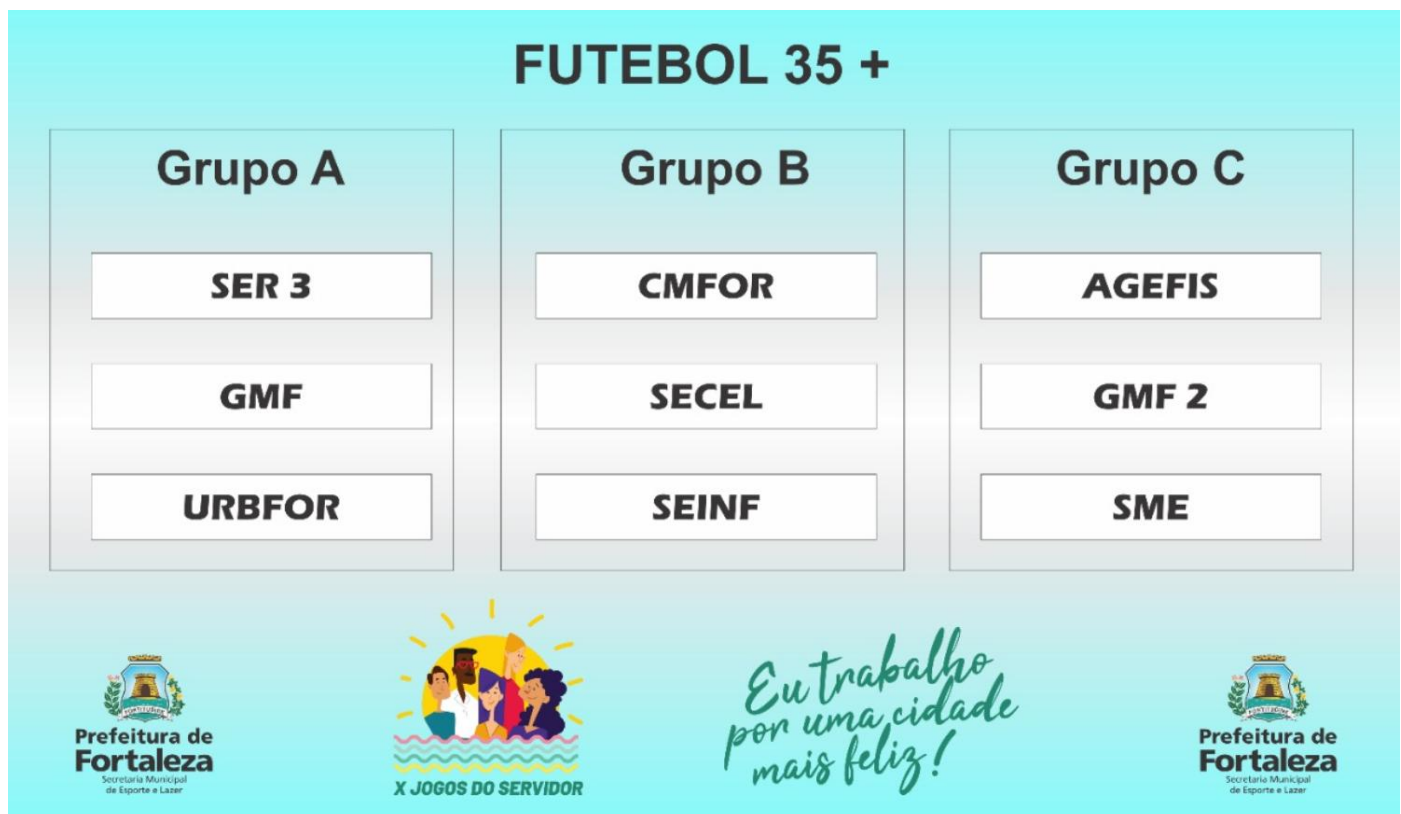 FUTEBOL 35 +
Grupo A
SER 3
GMF
URBFOR
Grupo B
CMFOR
SECEL
SEINF
Grupo C
AGEFIS
GMF 2
SME
Prefeitura de
Fortaleza
Secretaria Municipal
de Esporte e Lazer
X JOGOS DO SERVIDOR
Eu trabalho
por uma cidade
mais feliz!
Prefeitura de
Fortaleza
Secretaria Municipal
de Esporte e Lazer